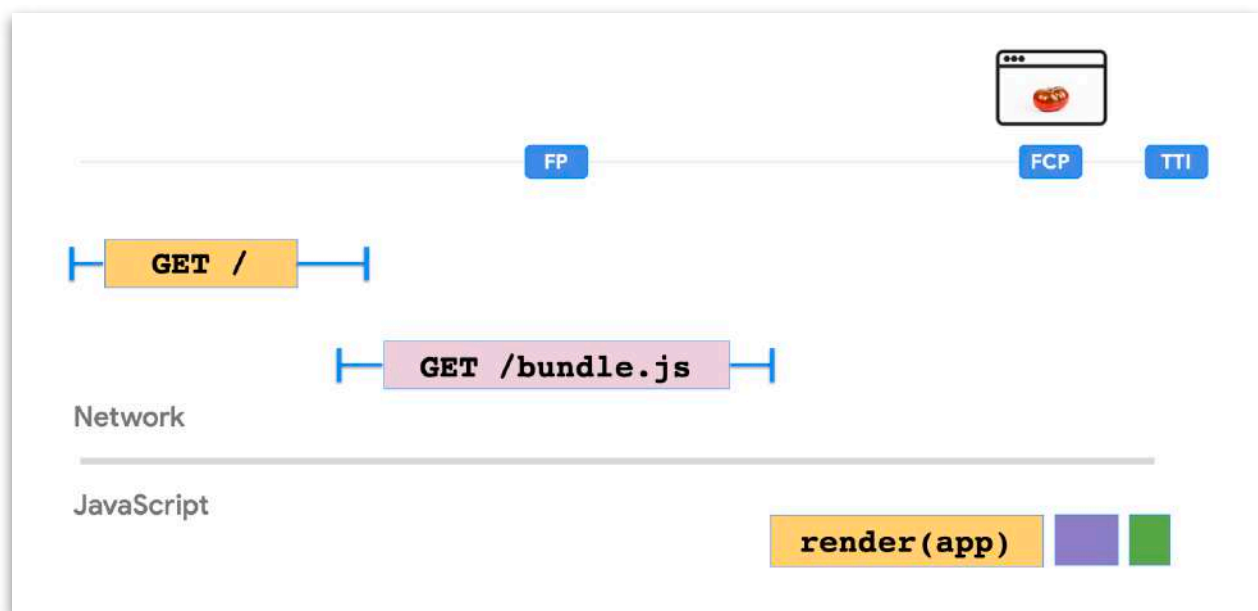 FP
FCP
TTI
GET /
GET /bundle.js
Network
JavaScript
render(app)